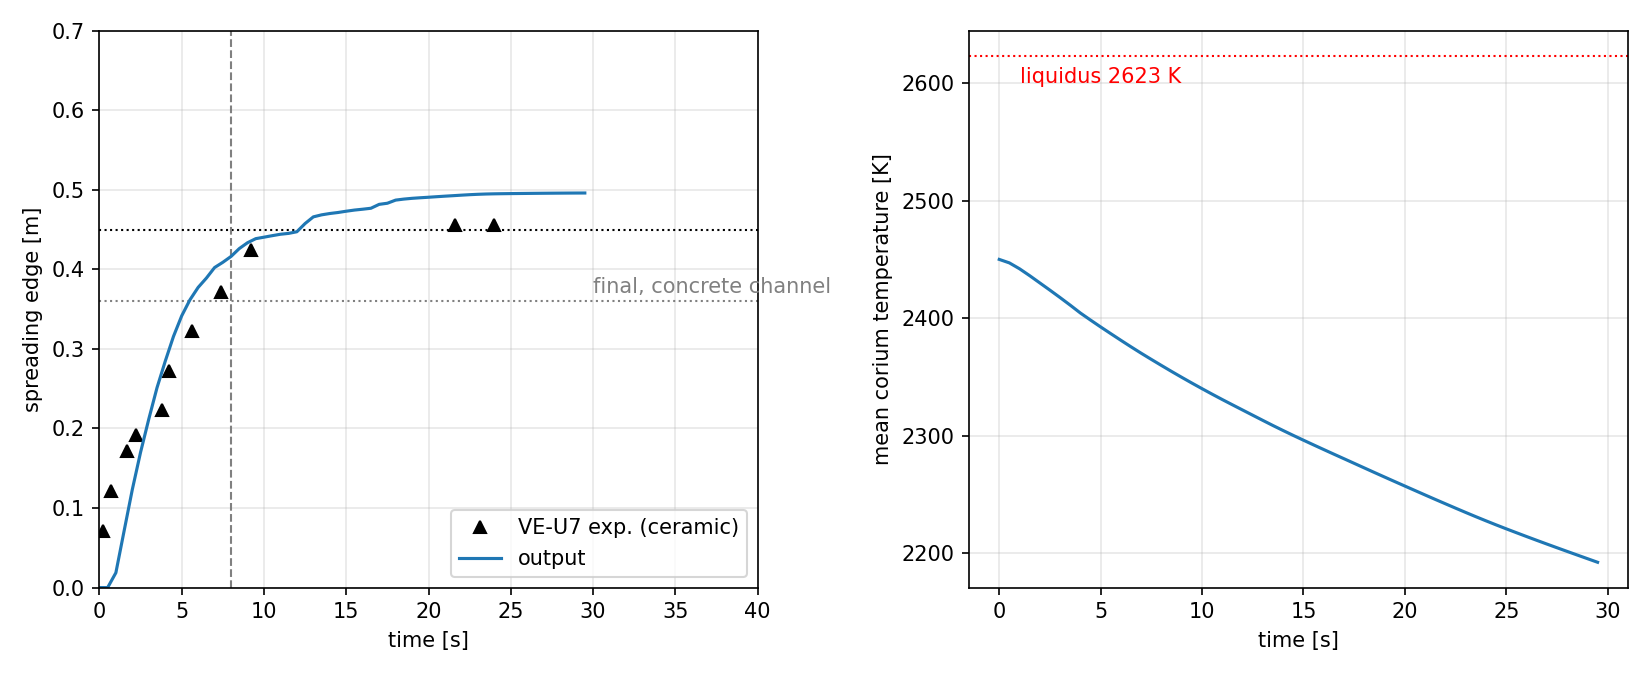 0.7
0.6
0.5
0.4
0.3
0.2
0.1
0.0
spreading edge [m]
final, concrete channel
VE-U7 exp. (ceramic)
output
0 5 10 15 20 25 30 35 40
time [s]
2600
2500
2400
2300
2200
mean corium temperature [K]
liquidus 2623 K
0 5 10 15 20 25 30
time [s]